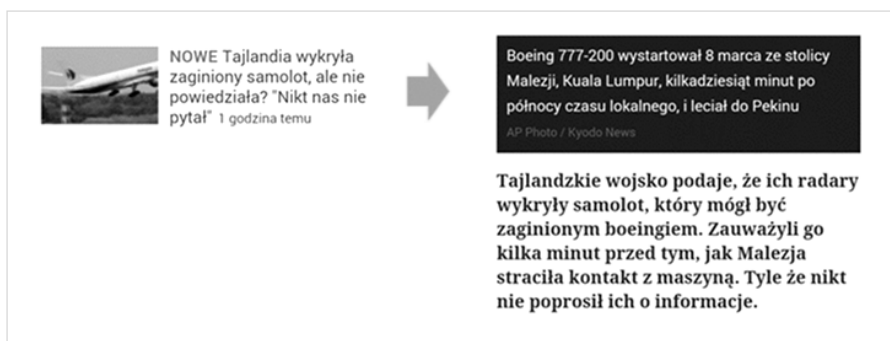 NOWE Tajlandia wykryła
zaginiony samolot, ale nie
powiedziała? "Nikt nas nie
pytał" 1 godzina temu
Boeing 777-200 wystartował 8 marca ze stolicy
Malezji, Kuala Lumpur, kilkadziesiąt minut po
północy czasu lokalnego, i leciał do Pekinu
AP Photo / Kyodo News
Tajlandzkie wojsko podaje, że ich radary
wykryły samolot, który mógł być
zaginionym boeingiem. Zauważyli go
kilka minut przed tym, jak Malezja
straciła kontakt z maszyną. Tyle że nikt
nie poprosił ich o informacje.